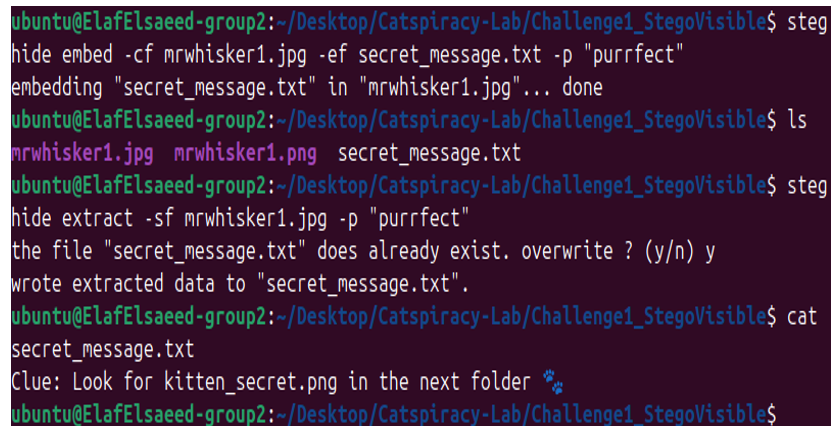 ubuntu@ElafElsaeed-group2:~/Desktop/Catspiracy-Lab/Challenge1_StegoVisible$ steg
hide embed -cf mrwhisker1.jpg -ef secret_message.txt -p "purrfect"
embedding "secret_message.txt" in "mrwhisker1.jpg"... done
ubuntu@ElafElsaeed-group2:~/Desktop/Catspiracy-Lab/Challenge1_StegoVisible$ ls
mrwhisker1.jpg  mrwhisker1.png  secret_message.txt
ubuntu@ElafElsaeed-group2:~/Desktop/Catspiracy-Lab/Challenge1_StegoVisible$ steg
hide extract -sf mrwhisker1.jpg -p "purrfect"
the file "secret_message.txt" does already exist. overwrite ? (y/n) y
wrote extracted data to "secret_message.txt".
ubuntu@ElafElsaeed-group2:~/Desktop/Catspiracy-Lab/Challenge1_StegoVisible$ cat
secret_message.txt
Clue: Look for kitten_secret.png in the next folder 🐾
ubuntu@ElafElsaeed-group2:~/Desktop/Catspiracy-Lab/Challenge1_StegoVisible$